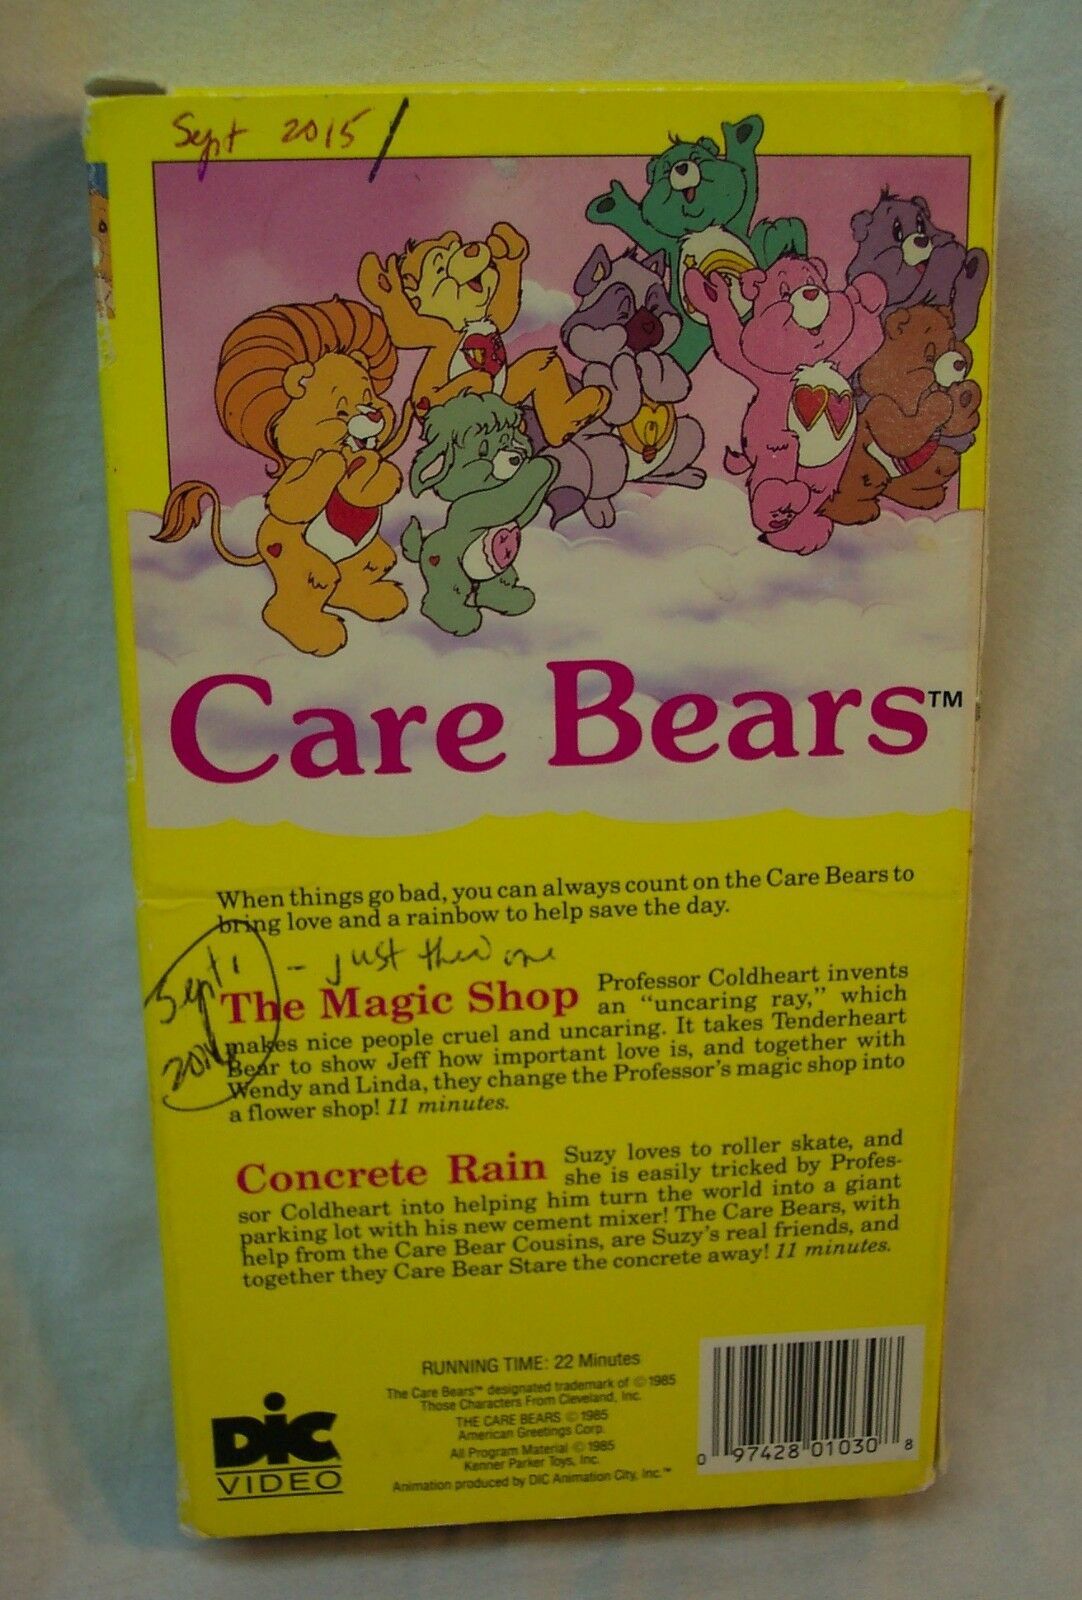 Sept 2015 /
Care Bears™
When things go bad, you can always count on the Care Bears to
bring love and a rainbow to help save the day.
Sept 1 - just this one
The Magic Shop Professor Coldheart invents
an "uncaring ray," which
makes nice people cruel and uncaring. It takes Tenderheart
Bear to show Jeff how important love is, and together with
Wendy and Linda, they change the Professor's magic shop into
a flower shop! 11 minutes.
Concrete Rain Suzy loves to roller skate, and
she is easily tricked by Profes-
sor Coldheart into helping him turn the world into a giant
parking lot with his new cement mixer! The Care Bears, with
help from the Care Bear Cousins, are Suzy's real friends, and
together they Care Bear Stare the concrete away! 11 minutes.
RUNNING TIME: 22 Minutes
The Care Bears™ designated trademark of © 1985
Those Characters From Cleveland, Inc.
THE CARE BEARS © 1985
American Greetings Corp.
All Program Material © 1985
Kenner Parker Toys, Inc.
Animation produced by DIC Animation City, Inc.™
DiC
VIDEO
0 97428 01030 8